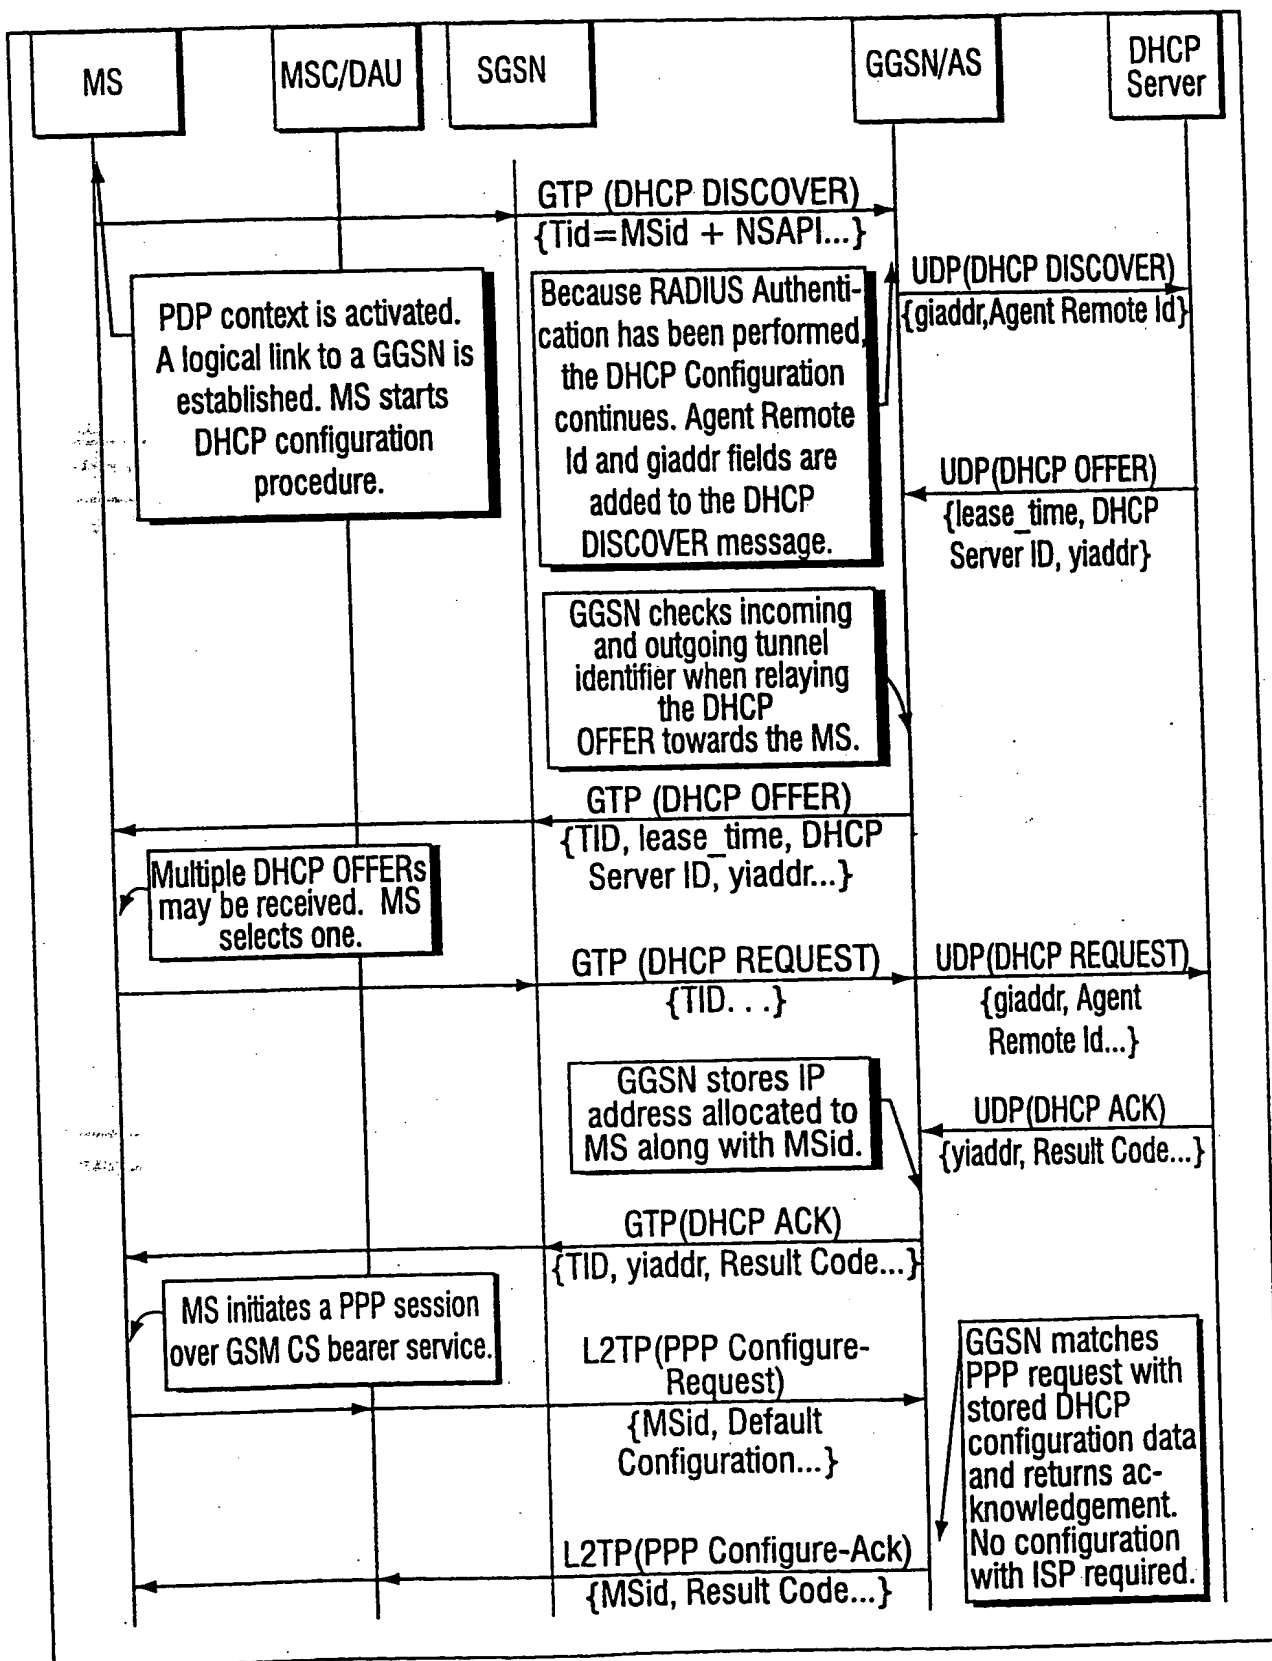 MS
MSC/DAU
SGSN
GGSN/AS
DHCP
Server
GTP (DHCP DISCOVER)
{Tid=MSid + NSAPI...}
PDP context is activated.
A logical link to a GGSN is
established. MS starts
DHCP configuration
procedure.
Because RADIUS Authenti-
cation has been performed,
the DHCP Configuration
continues. Agent Remote
Id and giaddr fields are
added to the DHCP
DISCOVER message.
UDP(DHCP DISCOVER)
{giaddr,Agent Remote Id}
UDP(DHCP OFFER)
{lease_time, DHCP
Server ID, yiaddr}
GGSN checks incoming
and outgoing tunnel
identifier when relaying
the DHCP
OFFER towards the MS.
GTP (DHCP OFFER)
{TID, lease_time, DHCP
Server ID, yiaddr...}
Multiple DHCP OFFERs
may be received. MS
selects one.
GTP (DHCP REQUEST)
{TID. . .}
UDP(DHCP REQUEST)
{giaddr, Agent
Remote Id...}
GGSN stores IP
address allocated to
MS along with MSid.
UDP(DHCP ACK)
{yiaddr, Result Code...}
GTP(DHCP ACK)
{TID, yiaddr, Result Code...}
MS initiates a PPP session
over GSM CS bearer service.
L2TP(PPP Configure-
Request)
{MSid, Default
Configuration...}
GGSN matches
PPP request with
stored DHCP
configuration data
and returns ac-
knowledgement.
No configuration
with ISP required.
L2TP(PPP Configure-Ack)
{MSid, Result Code...}